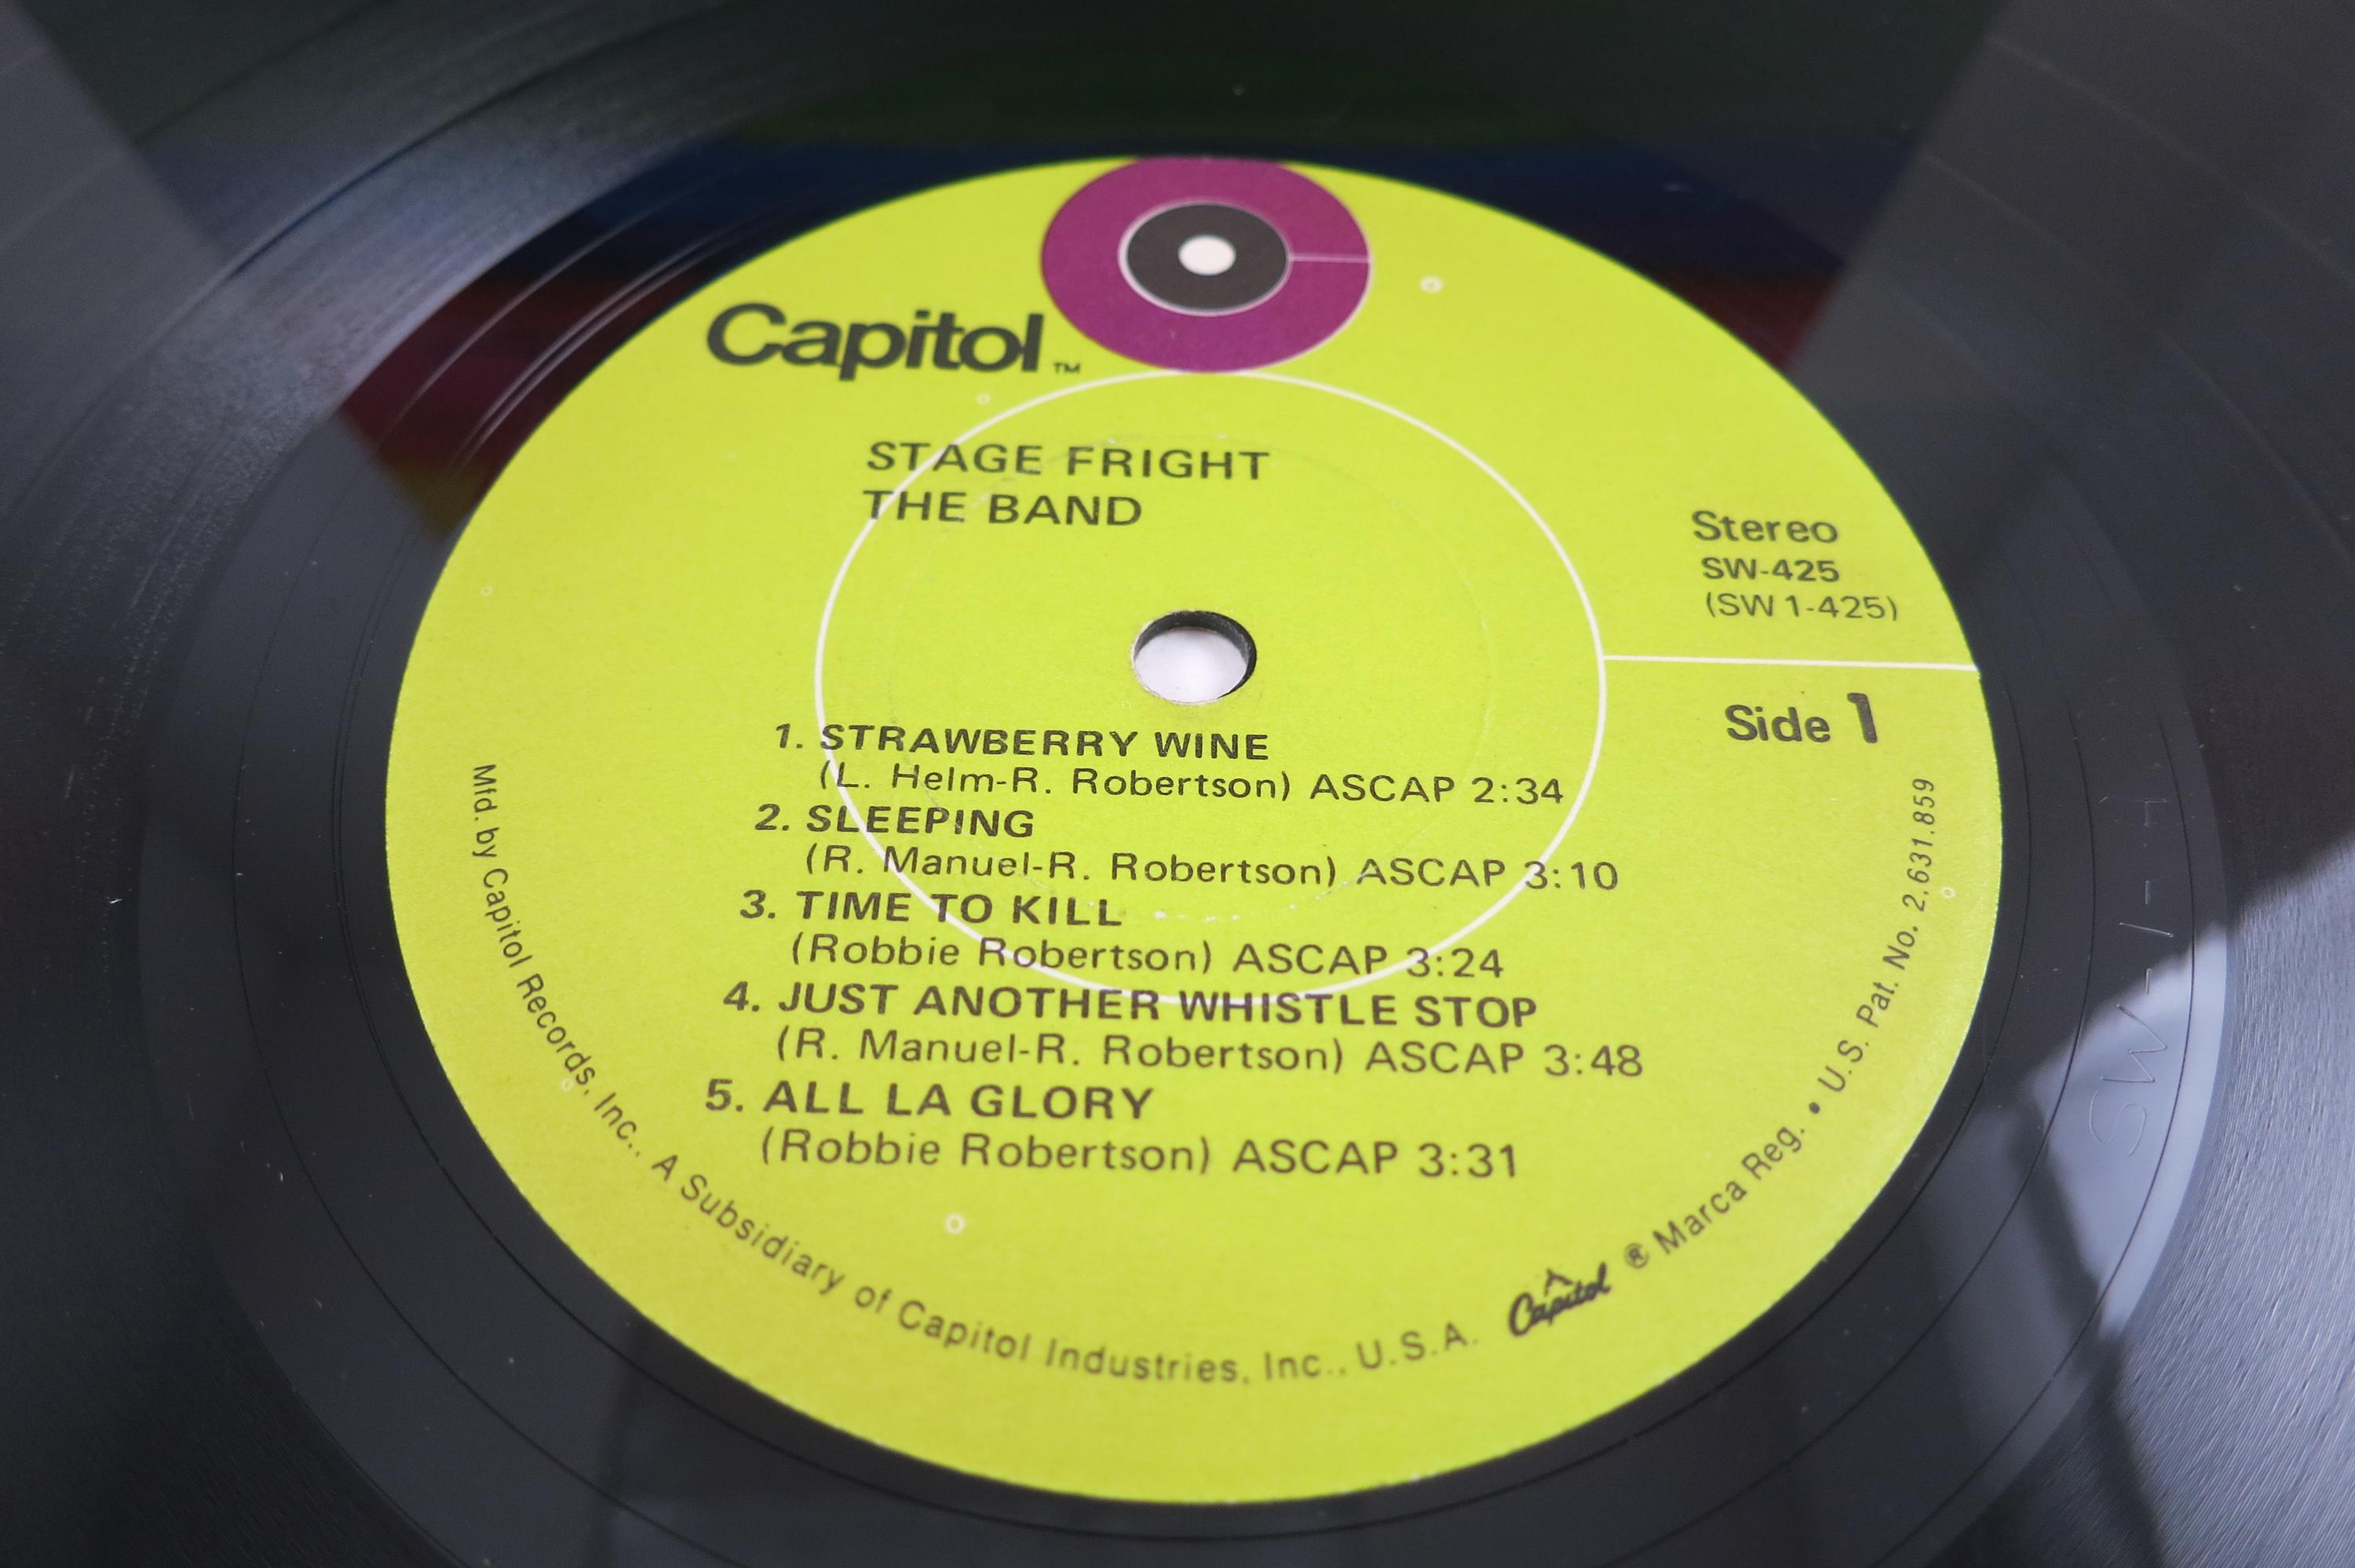 Capitol™
STAGE FRIGHT
THE BAND
Stereo
SW-425
(SW 1-425)
Side 1
1. STRAWBERRY WINE
(L. Helm-R. Robertson) ASCAP 2:34
2. SLEEPING
(R. Manuel-R. Robertson) ASCAP 3:10
3. TIME TO KILL
(Robbie Robertson) ASCAP 3:24
4. JUST ANOTHER WHISTLE STOP
(R. Manuel-R. Robertson) ASCAP 3:48
5. ALL LA GLORY
(Robbie Robertson) ASCAP 3:31
Mfd. by Capitol Records, Inc., A Subsidiary of Capitol Industries, Inc., U.S.A. Capitol ® Marca Reg. • U.S. Pat. No. 2,631,859